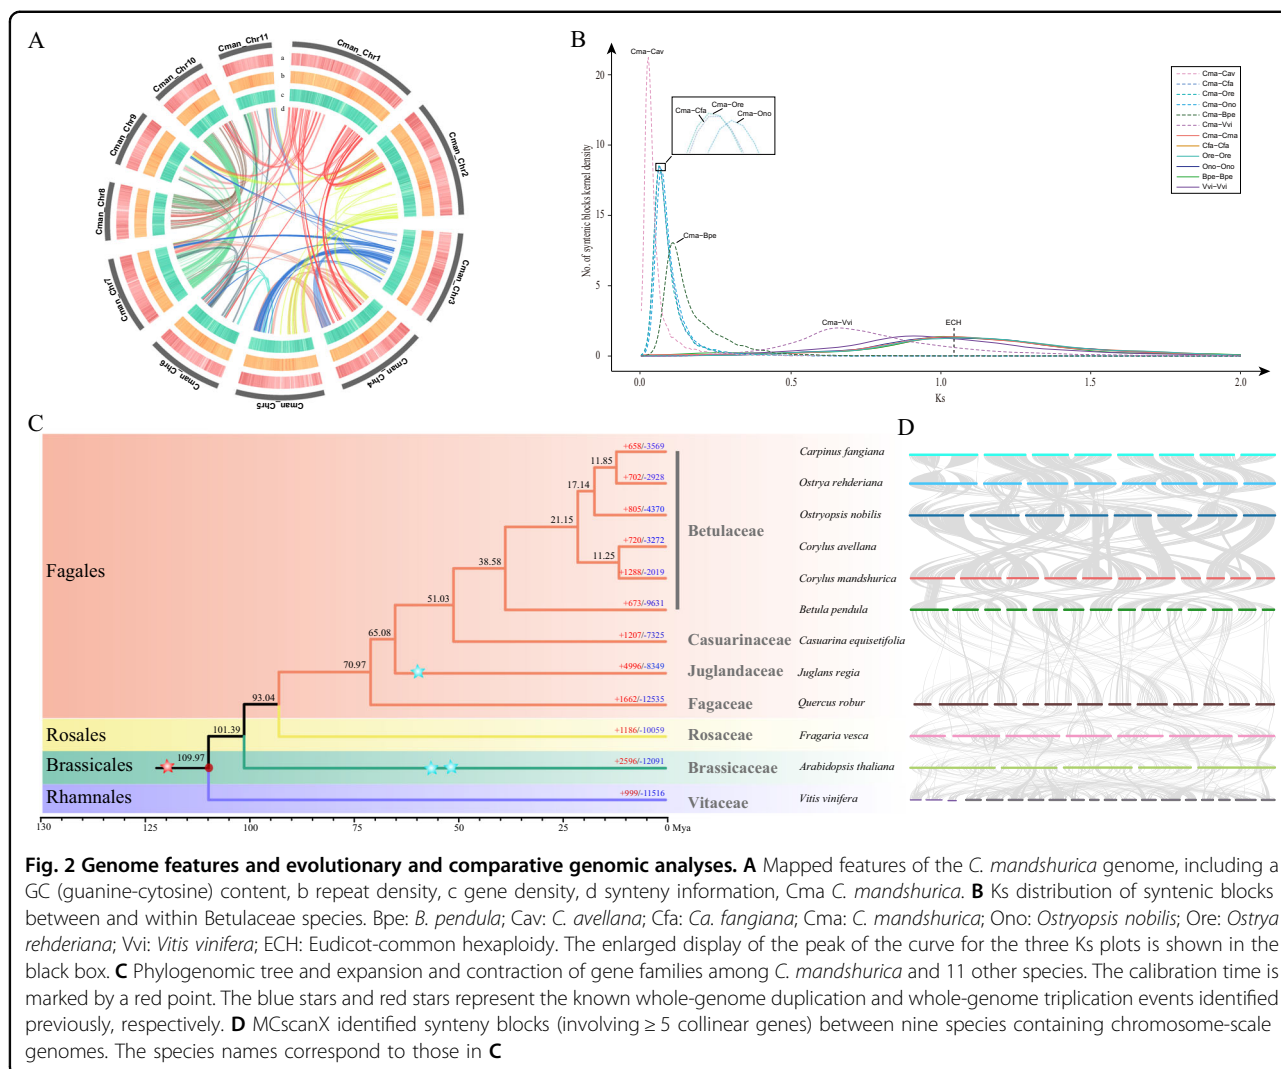 A
Cman_Chr1
Cman_Chr2
Cman_Chr3
Cman_Chr4
Cman_Chr5
Cman_Chr6
Cman_Chr7
Cman_Chr8
Cman_Chr9
Cman_Chr10
Cman_Chr11
a
b
c
d
B
No. of syntenic blocks kernel density
20
10
15
5
0
0.0
0.5
1.0
1.5
2.0
Ks
Cma-Cav
Cma-Cfa
Cma-Ore
Cma-Ono
Cma-Bpe
Cma-Vvi
ECH
Cma-Cav
Cma-Cfa
Cma-Ore
Cma-Ono
Cma-Bpe
Cma-Vvi
Cma-Cma
Cfa-Cfa
Ore-Ore
Ono-Ono
Bpe-Bpe
Vvi-Vvi
C
Fagales
Rosales
Brassicales
Rhamnales
109.97
101.39
93.04
70.97
65.08
51.03
38.58
21.15
17.14
11.85
11.25
+658/-3569
+702/-2928
+805/-4370
+720/-3272
+1288/-2019
+673/-9631
+1207/-7325
+4996/-8349
+1662/-12535
+1186/-10059
+2596/-12091
+999/-11516
Betulaceae
Casuarinaceae
Juglandaceae
Fagaceae
Rosaceae
Brassicaceae
Vitaceae
Carpinus fangiana
Ostrya rehderiana
Ostryopsis nobilis
Corylus avellana
Corylus mandshurica
Betula pendula
Casuarina equisetifolia
Juglans regia
Quercus robur
Fragaria vesca
Arabidopsis thaliana
Vitis vinifera
130
125
100
75
50
25
0 Mya
D
Fig. 2 Genome features and evolutionary and comparative genomic analyses. A Mapped features of the C. mandshurica genome, including a
GC (guanine-cytosine) content, b repeat density, c gene density, d synteny information, Cma C. mandshurica. B Ks distribution of syntenic blocks
between and within Betulaceae species. Bpe: B. pendula; Cav: C. avellana; Cfa: Ca. fangiana; Cma: C. mandshurica; Ono: Ostryopsis nobilis; Ore: Ostrya
rehderiana; Vvi: Vitis vinifera; ECH: Eudicot-common hexaploidy. The enlarged display of the peak of the curve for the three Ks plots is shown in the
black box. C Phylogenomic tree and expansion and contraction of gene families among C. mandshurica and 11 other species. The calibration time is
marked by a red point. The blue stars and red stars represent the known whole-genome duplication and whole-genome triplication events identified
previously, respectively. D MCscanX identified synteny blocks (involving ≥ 5 collinear genes) between nine species containing chromosome-scale
genomes. The species names correspond to those in C